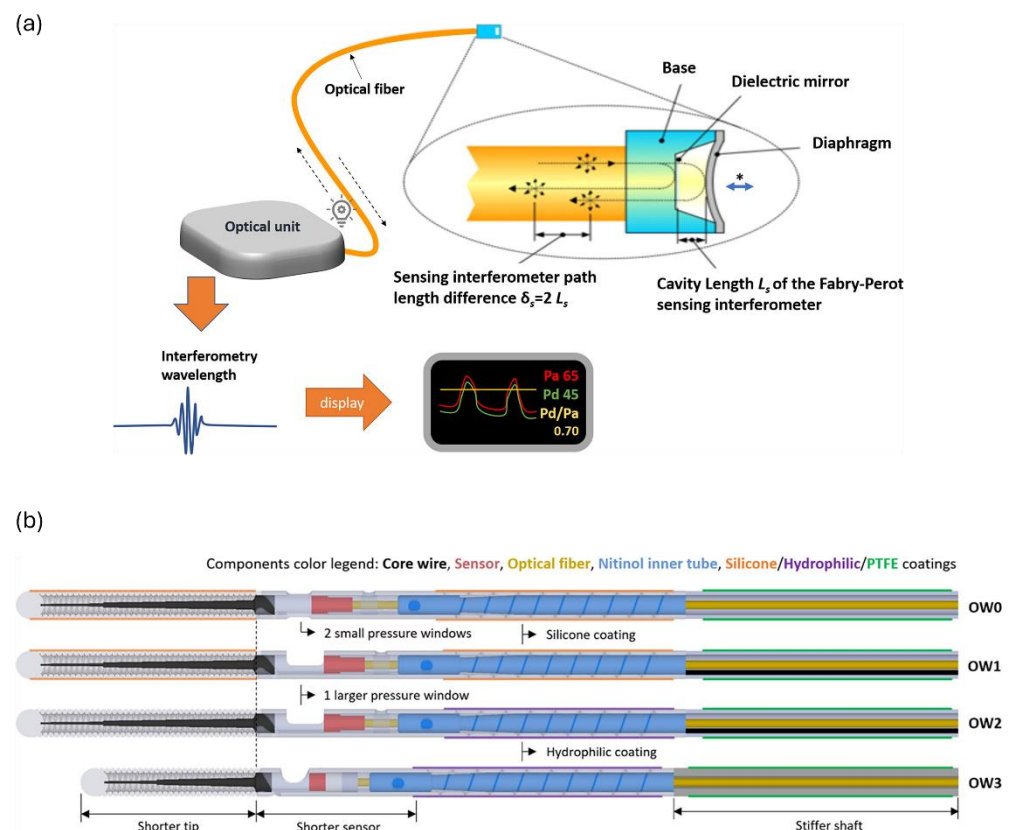 (a)
Optical fiber
Base
Dielectric mirror
Diaphragm
*
Optical unit
Sensing interferometer path
length difference δs=2 Ls
Cavity Length Ls of the Fabry-Perot
sensing interferometer
Interferometry
wavelength
display
Pa 65
Pd 45
Pd/Pa
0.70
(b)
Components color legend: Core wire, Sensor, Optical fiber, Nitinol inner tube, Silicone/Hydrophilic/PTFE coatings
OW0
2 small pressure windows
Silicone coating
OW1
1 larger pressure window
OW2
Hydrophilic coating
OW3
Shorter tip
Shorter sensor
Stiffer shaft